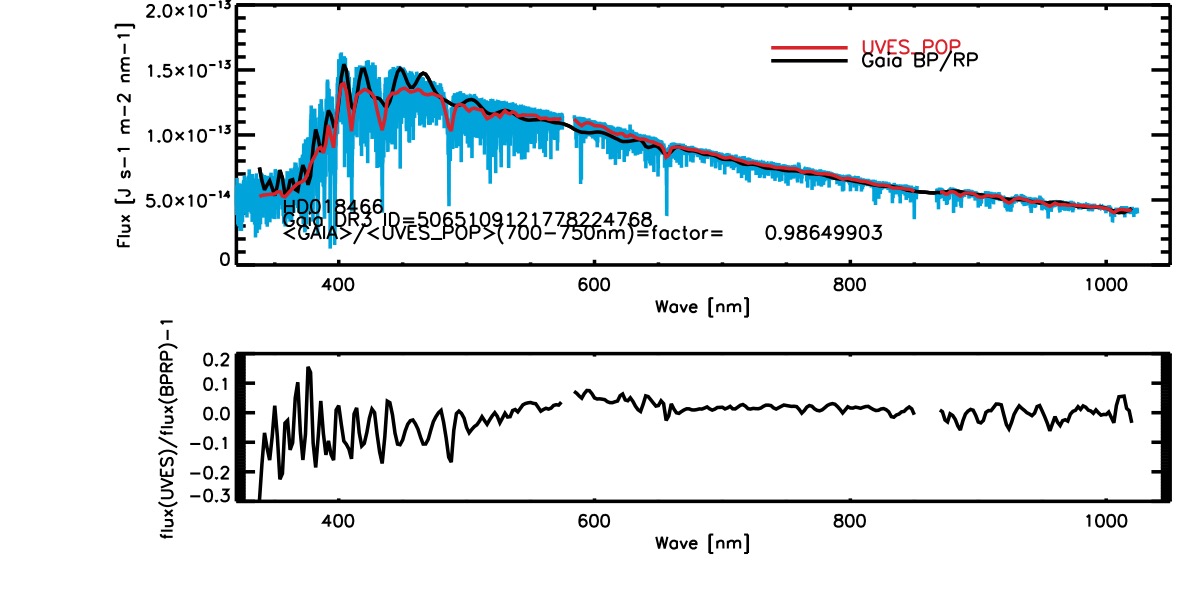 2.0×10−13
1.5×10−13
1.0×10−13
5.0×10−14
0
Flux [J s−1 m−2 nm−1]
UVES_POP
Gaia BP/RP
HD018466
Gaia DR3 ID=5065109121778224768
<GAIA>/<UVES_POP>(700−750nm)=factor= 0.98649903
400 600 800 1000
Wave [nm]
flux(UVES)/flux(BPRP)−1
0.2
0.1
0.0
−0.1
−0.2
−0.3
400 600 800 1000
Wave [nm]